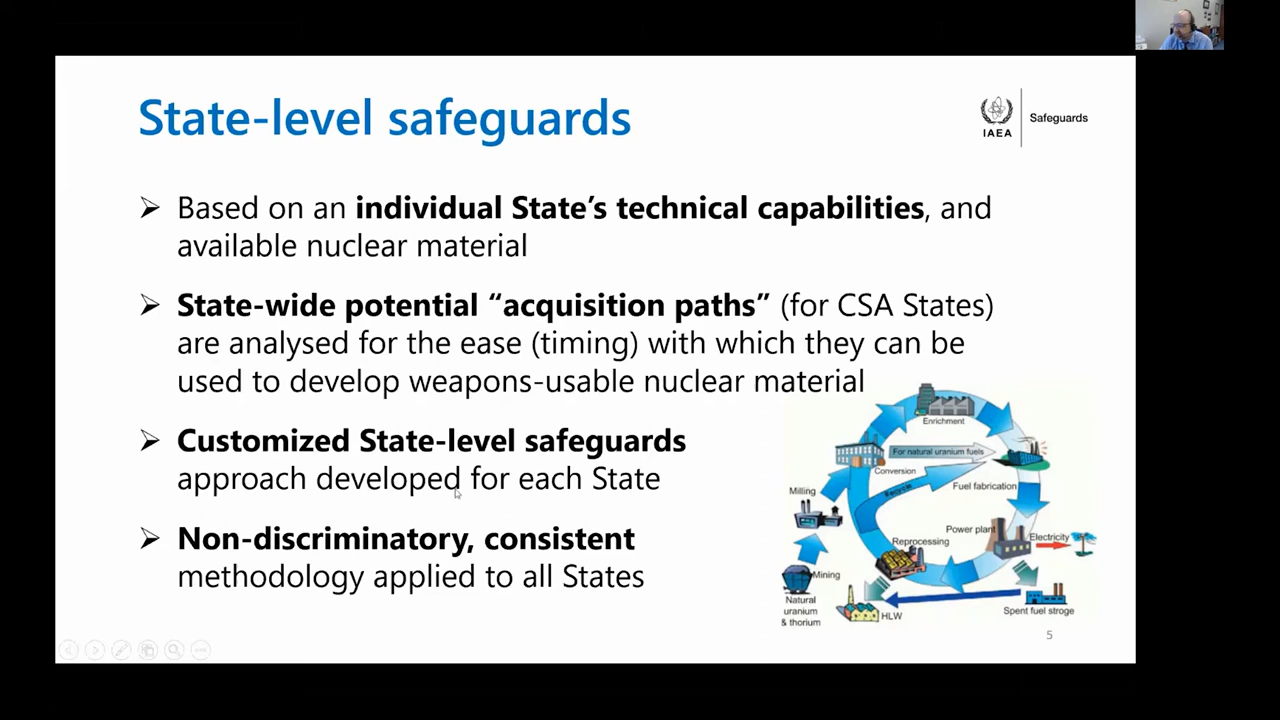 State-level safeguards
IAEA
Safeguards
➢ Based on an individual State’s technical capabilities, and
available nuclear material
➢ State-wide potential “acquisition paths” (for CSA States)
are analysed for the ease (timing) with which they can be
used to develop weapons-usable nuclear material
➢ Customized State-level safeguards
approach developed for each State
➢ Non-discriminatory, consistent
methodology applied to all States
Enrichment
For natural uranium fuels
Conversion
Recycle
Fuel fabrication
Milling
Power plant
Electricity
Reprocessing
Mining
Natural
uranium
& thorium
HLW
Spent fuel stroge
5